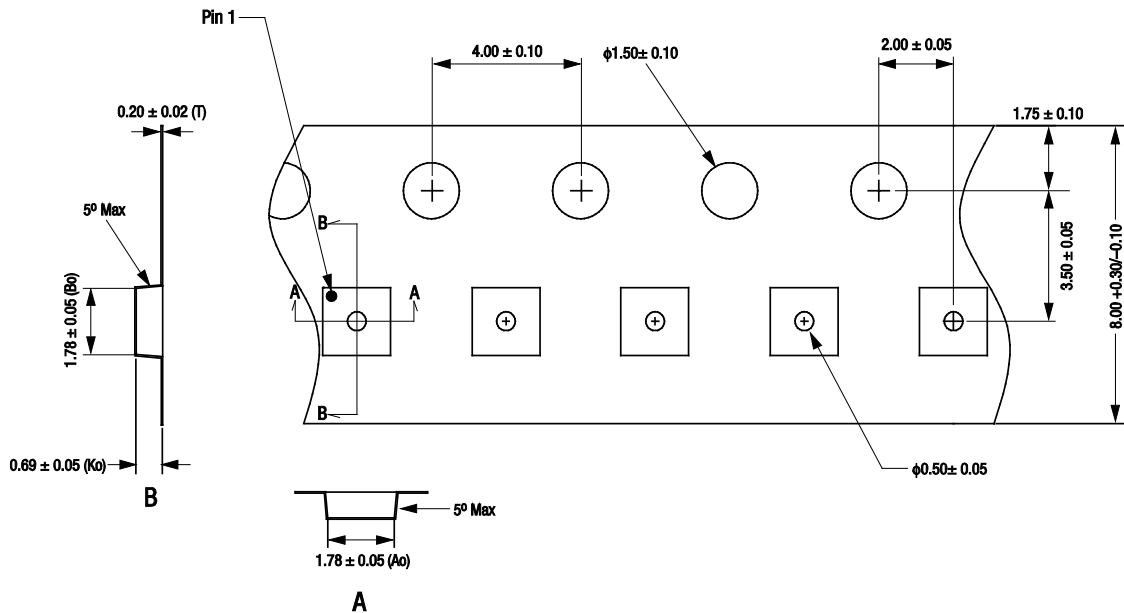 Pin 1
4.00 ± 0.10
ϕ1.50± 0.10
2.00 ± 0.05
0.20 ± 0.02 (T)
1.75 ± 0.10
5º Max
B
A
A
1.78 ± 0.05 (Bo)
3.50 ± 0.05
8.00 +0.30/–0.10
B
0.69 ± 0.05 (Ko)
ϕ0.50± 0.05
B
5º Max
1.78 ± 0.05 (Ao)
A